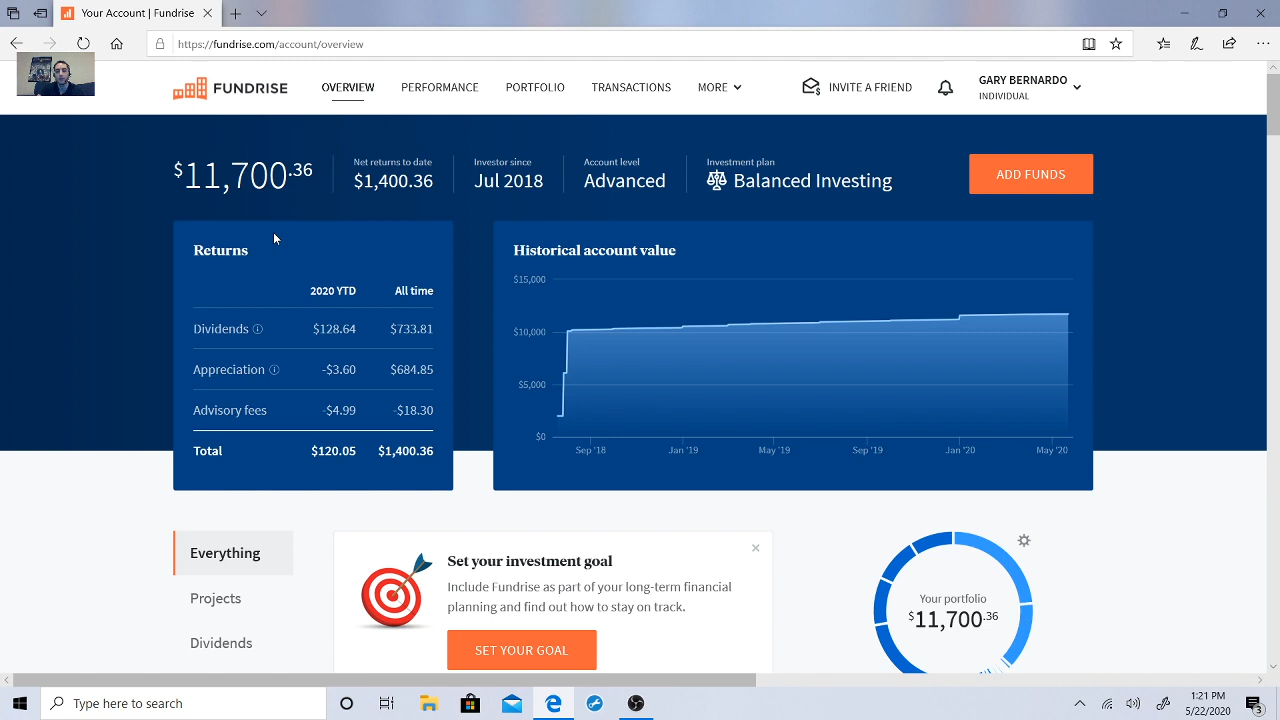 Your Fundrise Account
https://fundrise.com/account/overview
FUNDRISE
OVERVIEW
PERFORMANCE
PORTFOLIO
TRANSACTIONS
MORE
INVITE A FRIEND
GARY BERNARDO
INDIVIDUAL
$11,700.36
Net returns to date
$1,400.36
Investor since
Jul 2018
Account level
Advanced
Investment plan
Balanced Investing
ADD FUNDS
Returns
2020 YTD All time
Dividends $128.64 $733.81
Appreciation -$3.60 $684.85
Advisory fees -$4.99 -$18.30
Total $120.05 $1,400.36
Historical account value
$15,000
$10,000
$5,000
$0
Sep '18 Jan '19 May '19 Sep '19 Jan '20 May '20
Everything
Projects
Dividends
Set your investment goal
Include Fundrise as part of your long-term financial
planning and find out how to stay on track.
SET YOUR GOAL
Your portfolio
$11,700.36
Type here to search
1:21 PM
5/22/2020
3